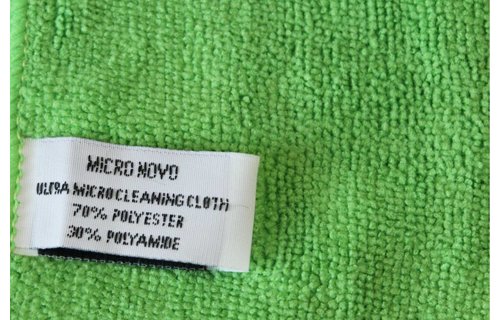 MICRO NOVO
ULTRA MICRO CLEANING CLOTH
70% POLYESTER
30% POLYAMIDE